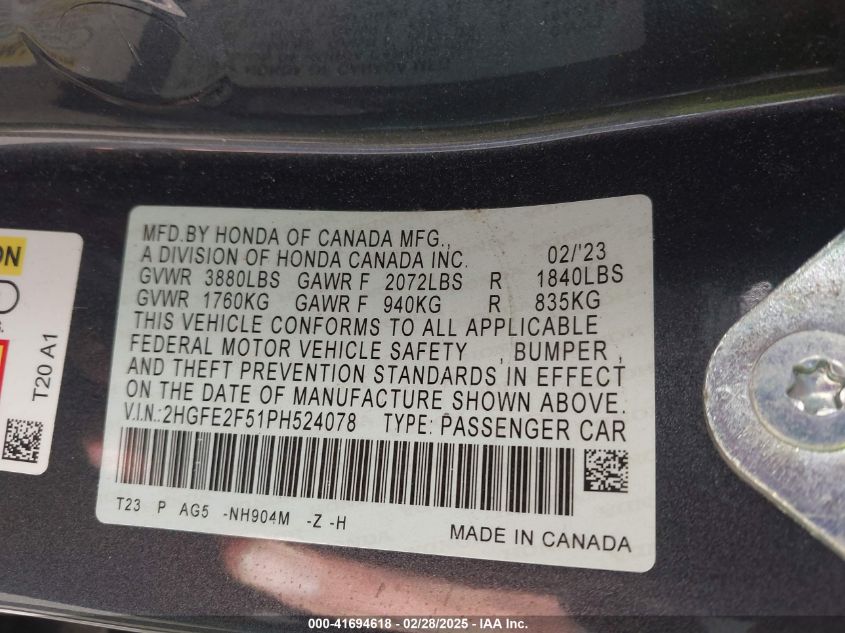 MFD.BY HONDA OF CANADA MFG.,
A DIVISION OF HONDA CANADA INC. 02/'23
GVWR 3880LBS GAWR F 2072LBS R 1840LBS
GVWR 1760KG GAWR F 940KG R 835KG
THIS VEHICLE CONFORMS TO ALL APPLICABLE
FEDERAL MOTOR VEHICLE SAFETY , BUMPER ,
AND THEFT PREVENTION STANDARDS IN EFFECT
ON THE DATE OF MANUFACTURE SHOWN ABOVE.
V.I.N.:2HGFE2F51PH524078 TYPE: PASSENGER CAR
T23 P AG5 -NH904M -Z -H
MADE IN CANADA
T20 A1
000-41694618 - 02/28/2025 - IAA Inc.